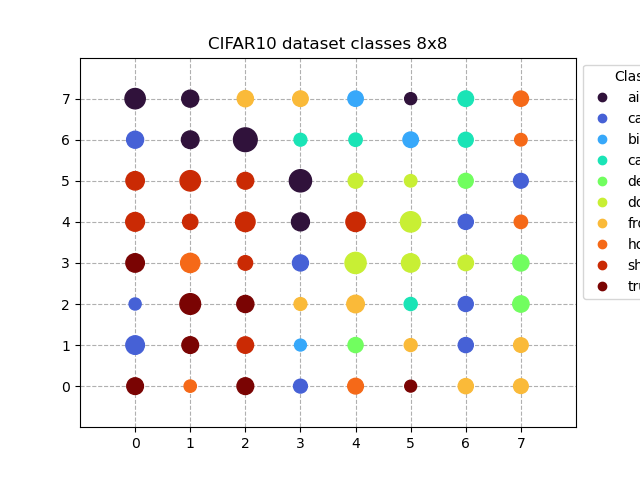 CIFAR10 dataset classes 8x8
Clas
7
ai
6
ca
bi
5
ca
de
4
do
fro
3
ho
2
sh
tru
1
0
0 1 2 3 4 5 6 7